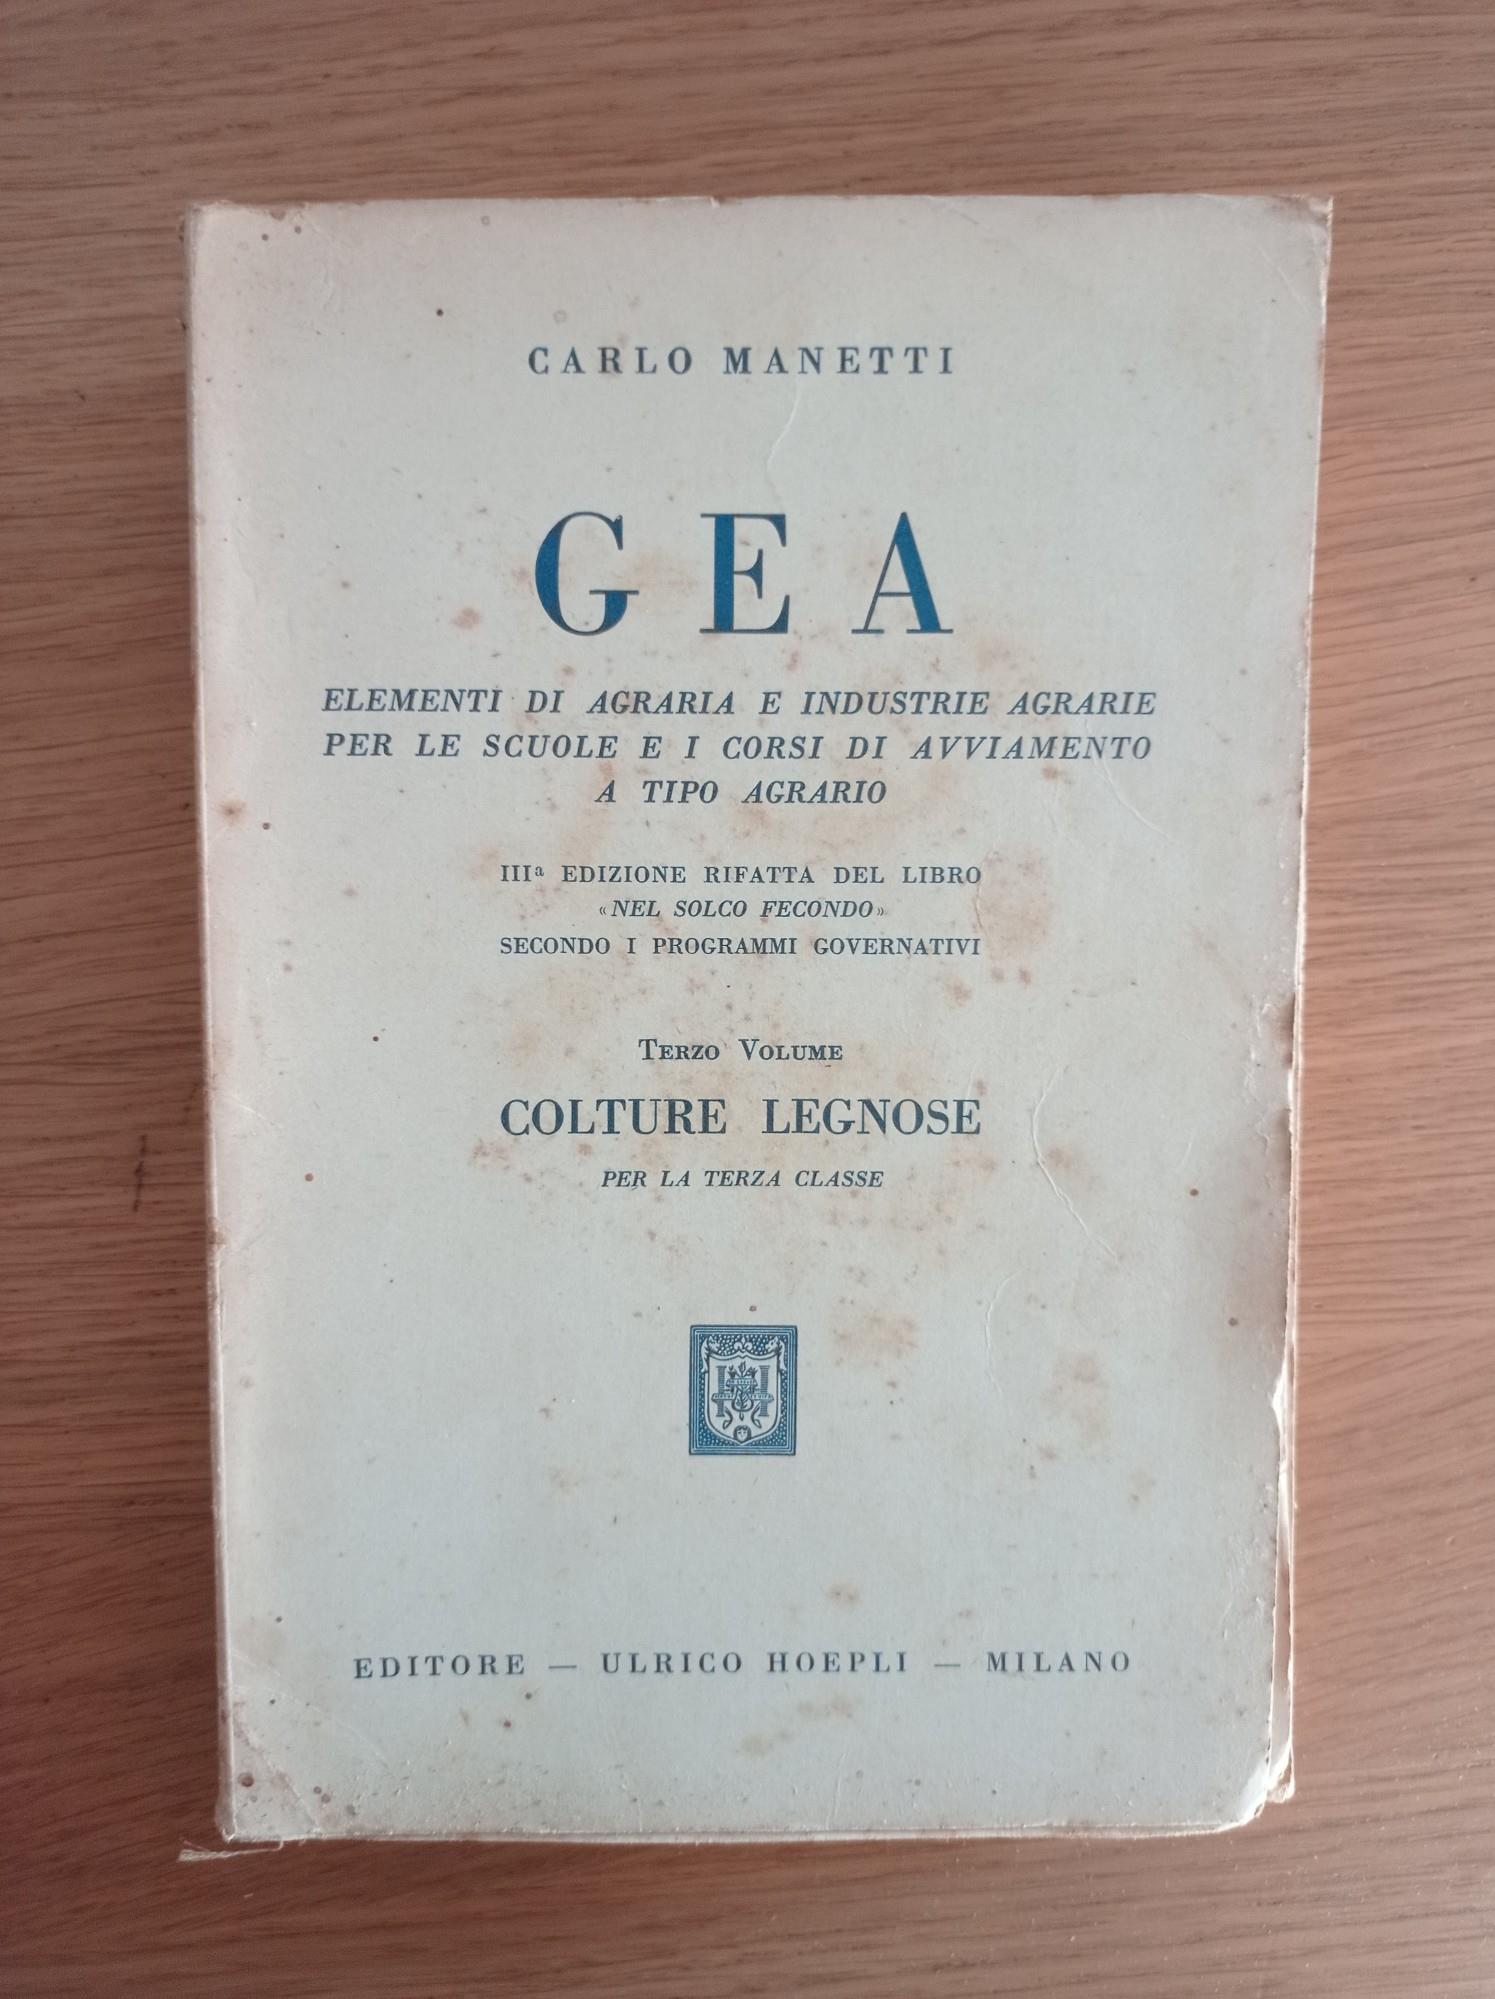 CARLO MANETTI
GEA
ELEMENTI DI AGRARIA E INDUSTRIE AGRARIE
PER LE SCUOLE E I CORSI DI AVVIAMENTO
A TIPO AGRARIO
IIIª EDIZIONE RIFATTA DEL LIBRO
«NEL SOLCO FECONDO»
SECONDO I PROGRAMMI GOVERNATIVI
TERZO VOLUME
COLTURE LEGNOSE
PER LA TERZA CLASSE
EDITORE — ULRICO HOEPLI — MILANO